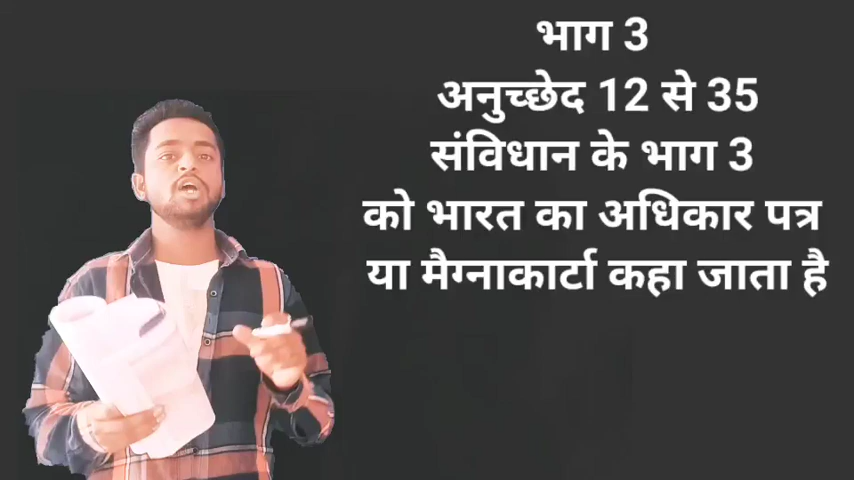 भाग 3
अनुच्छेद 12 से 35
संविधान के भाग 3
को भारत का अधिकार पत्र
या मैग्नाकार्टा कहा जाता है